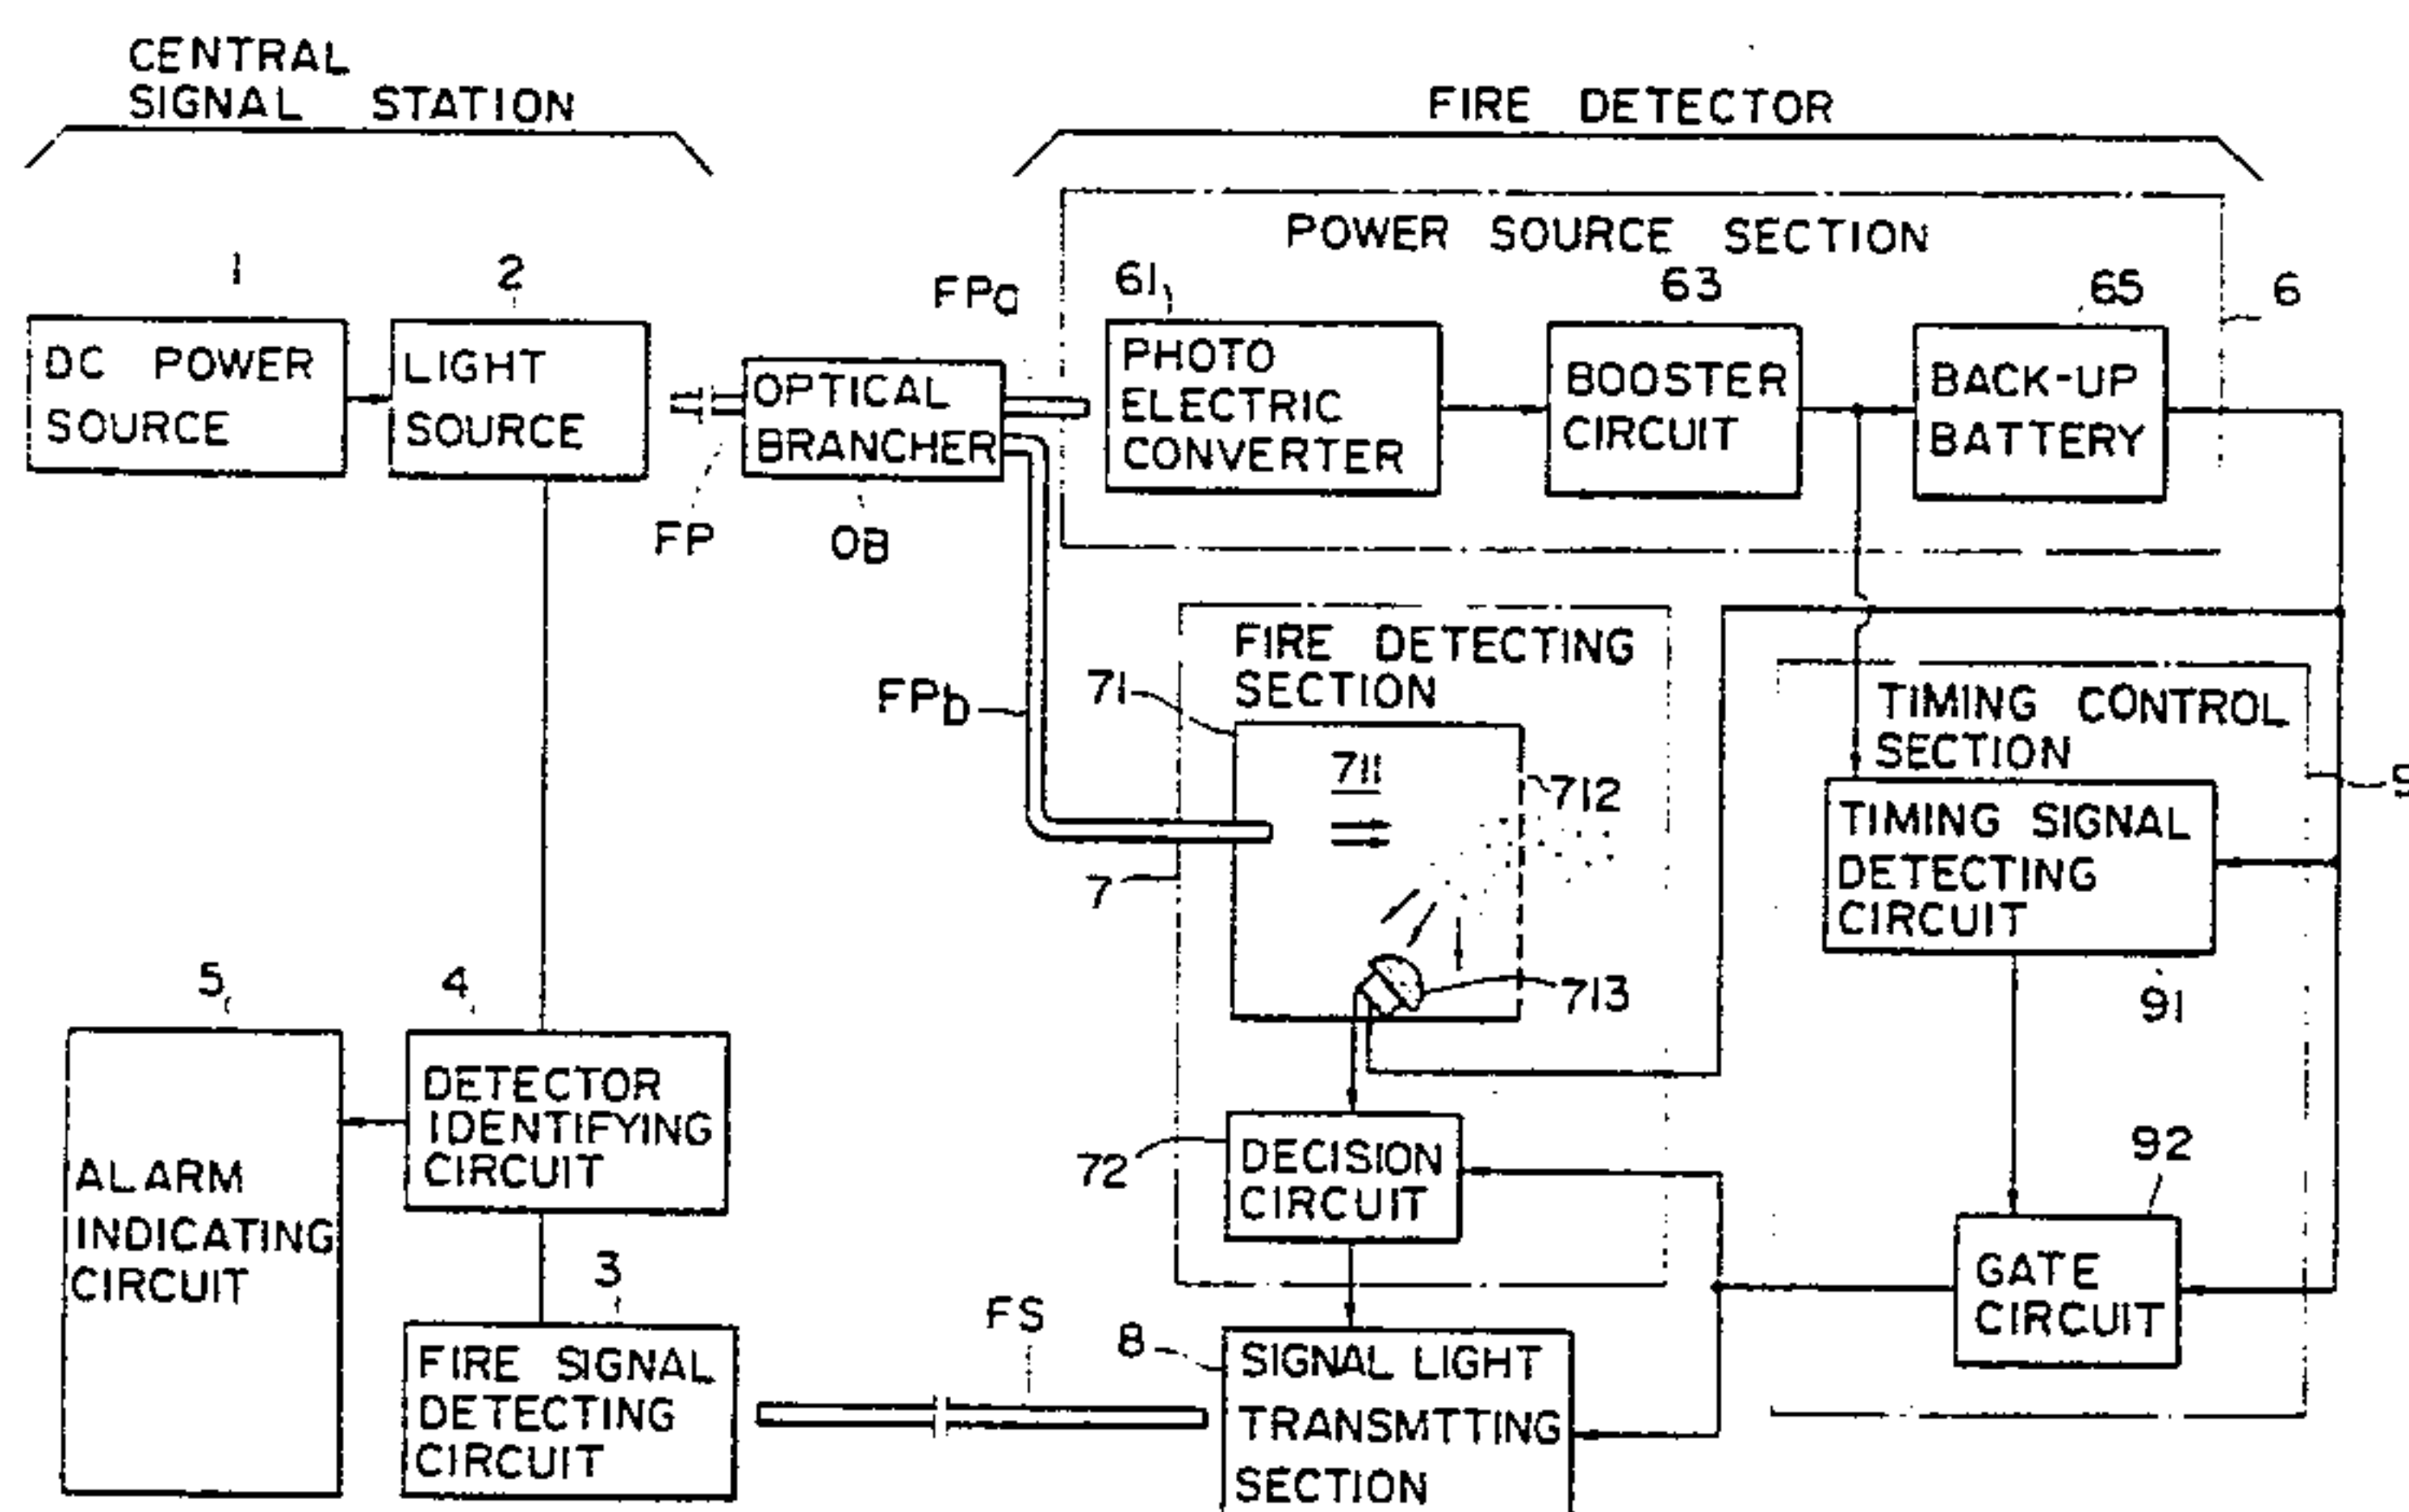 CENTRAL
SIGNAL STATION
FIRE DETECTOR
POWER SOURCE SECTION
1
2
FPa
61
63
65
6
DC POWER
SOURCE
LIGHT
SOURCE
OPTICAL
BRANCHER
PHOTO
ELECTRIC
CONVERTER
BOOSTER
CIRCUIT
BACK-UP
BATTERY
FP
OB
FIRE DETECTING
SECTION
FPb
71
711
712
7
713
TIMING CONTROL
SECTION
9
TIMING SIGNAL
DETECTING
CIRCUIT
91
5
4
DETECTOR
IDENTIFYING
CIRCUIT
ALARM
INDICATING
CIRCUIT
72
DECISION
CIRCUIT
92
GATE
CIRCUIT
3
FIRE SIGNAL
DETECTING
CIRCUIT
FS
8
SIGNAL LIGHT
TRANSMTTING
SECTION